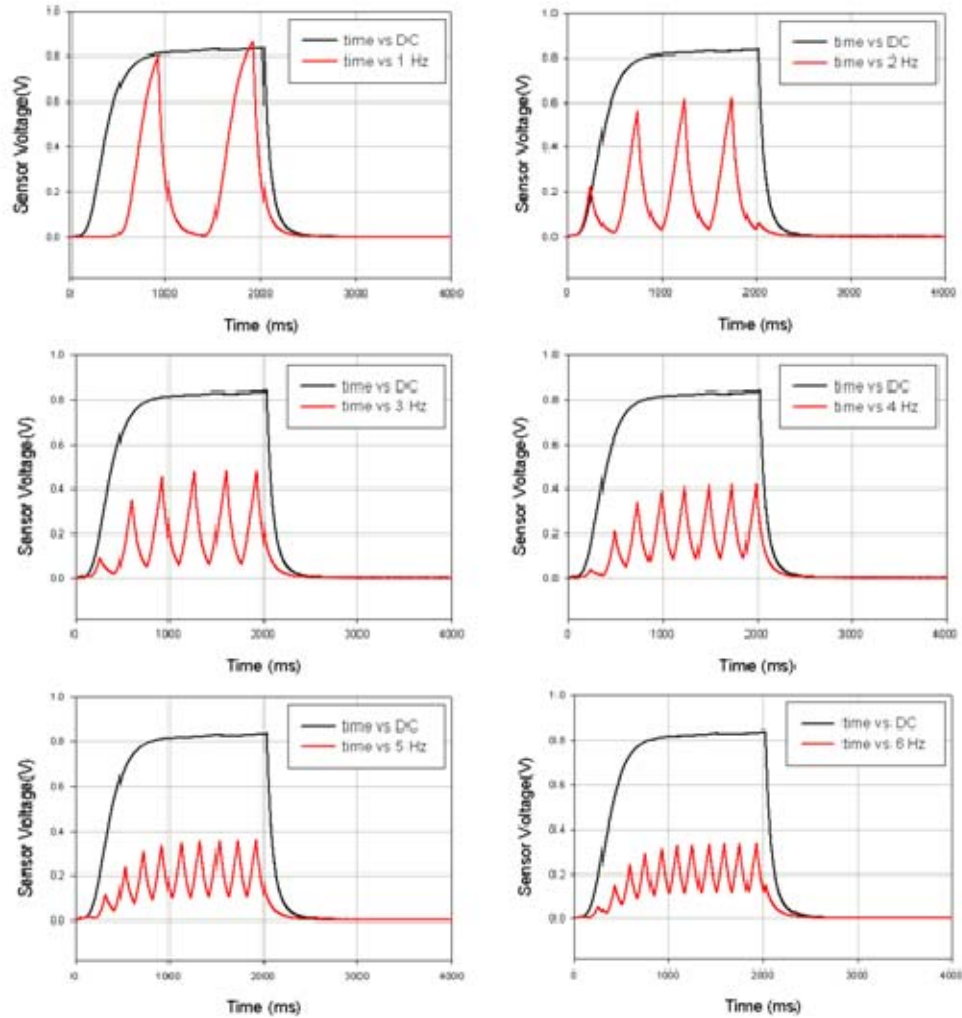 1.0
0.8
0.6
0.4
0.2
0.0
Sensor Voltage(V)
time vs DC
time vs 1 Hz
0 1000 2000 3000 4000
Time (ms)
1.0
0.8
0.6
0.4
0.2
0.0
Sensor Voltage(V)
time vs DC
time vs 2 Hz
0 1000 2000 3000 4000
Time (ms)
1.0
0.8
0.6
0.4
0.2
0.0
Sensor Voltage(V)
time vs DC
time vs 3 Hz
0 1000 2000 3000 4000
Time (ms)
1.0
0.8
0.6
0.4
0.2
0.0
Sensor Voltage(V)
time vs DC
time vs 4 Hz
0 1000 2000 3000 4000
Time (ms)
1.0
0.8
0.6
0.4
0.2
0.0
Sensor Voltage(V)
time vs DC
time vs 5 Hz
0 1000 2000 3000 4000
Time (ms)
1.0
0.8
0.6
0.4
0.2
0.0
Sensor Voltage(V)
time vs. DC
time vs. 6 Hz
0 1000 2000 3000 4000
Time (ms)